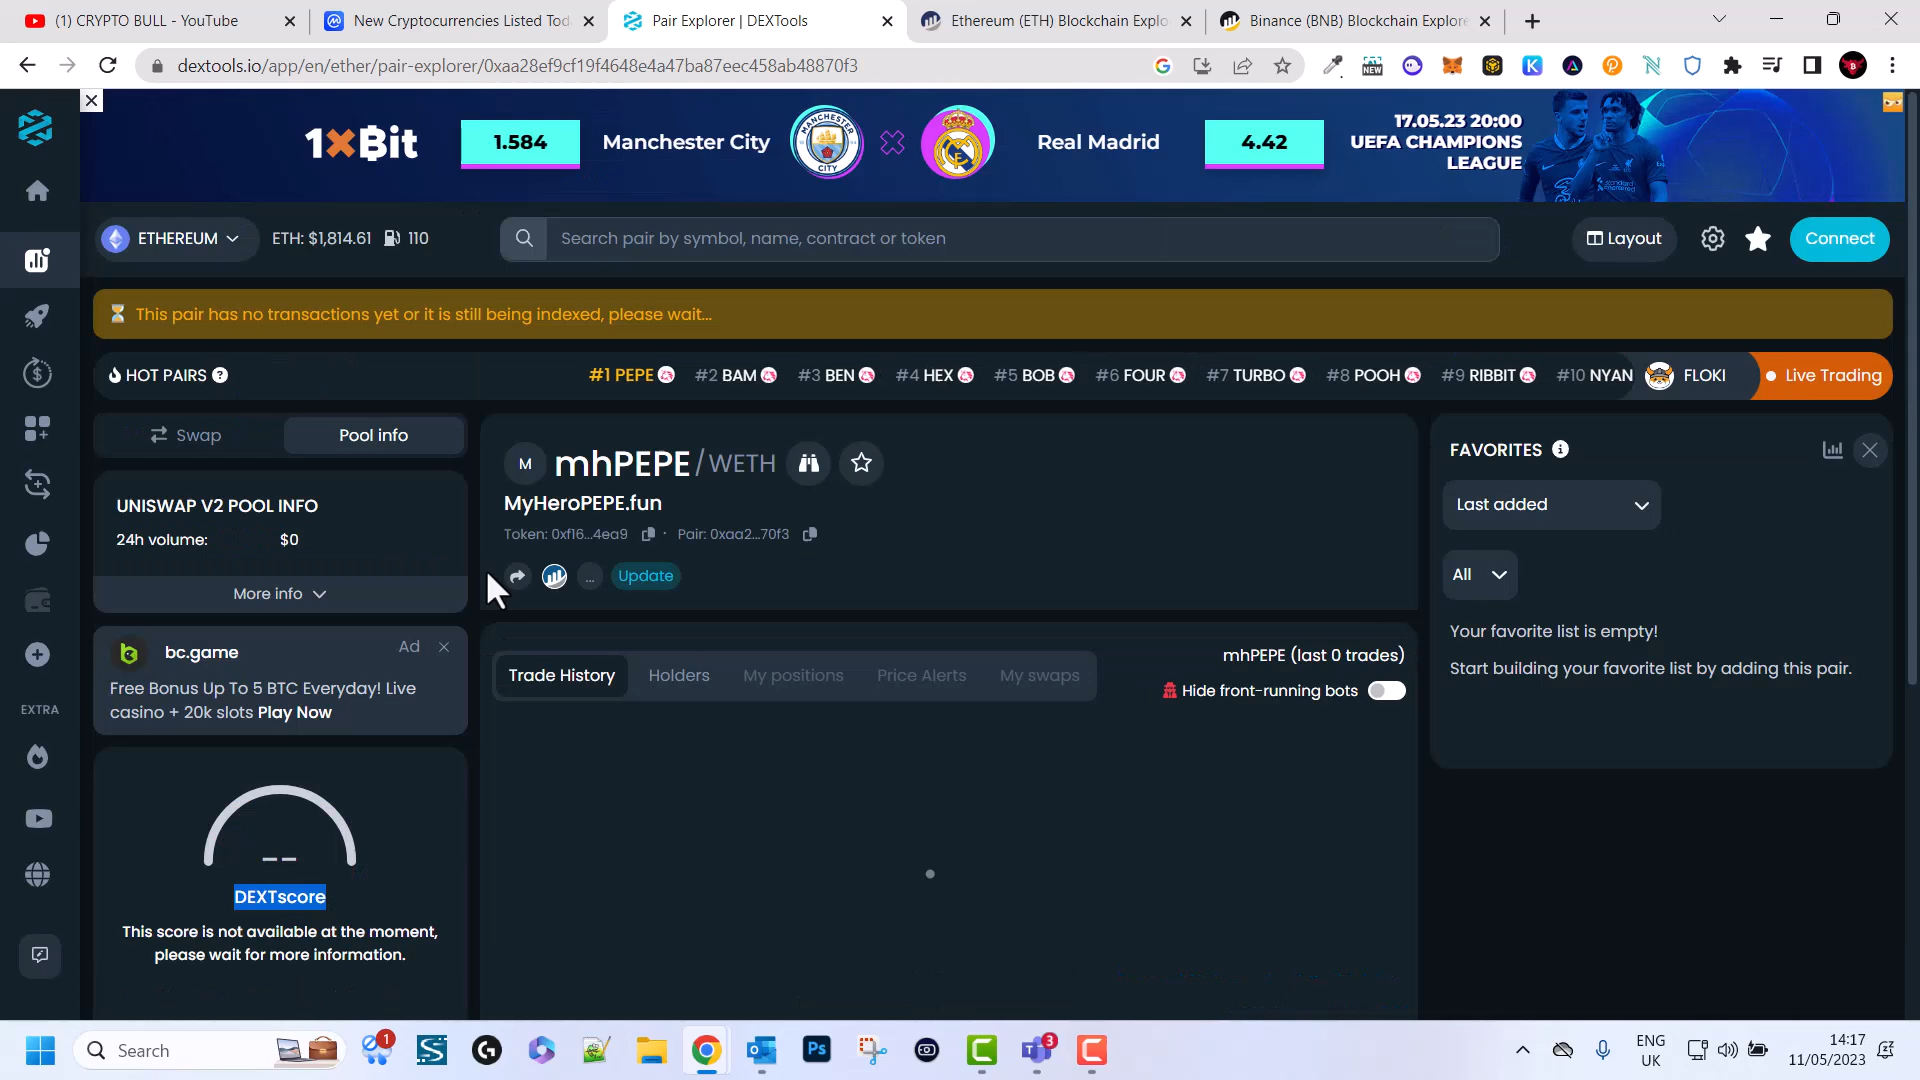 (1) CRYPTO BULL - YouTube
New Cryptocurrencies Listed Tod
Pair Explorer | DEXTools
Ethereum (ETH) Blockchain Explo
Binance (BNB) Blockchain Explore
dextools.io/app/en/ether/pair-explorer/0xaa28ef9cf19f4648e4a47ba87eec458ab48870f3
NEW
1xBit
1.584
Manchester City
MANCHESTER CITY
Real Madrid
4.42
17.05.23 20:00
UEFA CHAMPIONS
LEAGUE
ETHEREUM
ETH: $1,814.61
110
Search pair by symbol, name, contract or token
Layout
Connect
This pair has no transactions yet or it is still being indexed, please wait...
HOT PAIRS ?
#1 PEPE
#2 BAM
#3 BEN
#4 HEX
#5 BOB
#6 FOUR
#7 TURBO
#8 POOH
#9 RIBBIT
#10 NYAN
FLOKI
Live Trading
Swap
Pool info
UNISWAP V2 POOL INFO
24h volume: $0
More info
bc.game
Ad
Free Bonus Up To 5 BTC Everyday! Live
casino + 20k slots Play Now
EXTRA
--
DEXTscore
This score is not available at the moment,
please wait for more information.
M
mhPEPE/WETH
MyHeroPEPE.fun
Token: 0xf16...4ea9 · Pair: 0xaa2...70f3
...
Update
Trade History
Holders
My positions
Price Alerts
My swaps
mhPEPE (last 0 trades)
Hide front-running bots
FAVORITES
Last added
All
Your favorite list is empty!
Start building your favorite list by adding this pair.
Search
1
Ps
3
ENG
UK
14:17
11/05/2023